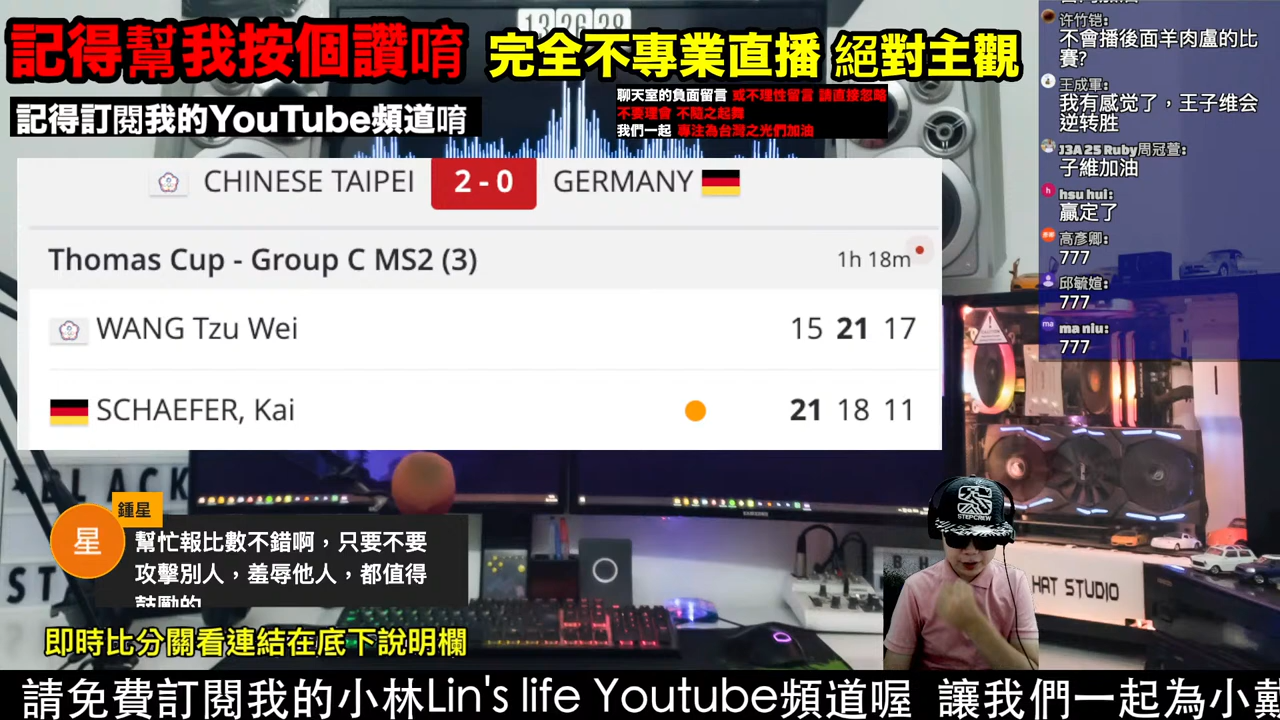 記得幫我按個讚唷
完全不專業直播 絕對主觀
記得訂閱我的YouTube頻道唷
聊天室的負面留言 或不理性留言 請直接忽略
不要理會 不隨之起舞
我們一起 專注為台灣之光們加油
CHINESE TAIPEI 2 - 0 GERMANY
Thomas Cup - Group C MS2 (3) 1h 18m
WANG Tzu Wei 15 21 17
SCHAEFER, Kai 21 18 11
许竹铠:
不會播後面羊肉盧的比
賽?
王成軍:
我有感觉了，王子维会
逆转胜
J3A 25 Ruby周冠萱:
子維加油
h
hsu hui:
贏定了
高彥卿:
777
邱毓媗:
777
ma
ma niu:
777
BLACK
ST
鍾星
星
幫忙報比數不錯啊，只要不要
攻擊別人，羞辱他人，都值得
鼓勵的
即時比分關看連結在底下說明欄
SAMSUNG
STEPCREW
HAT STUDIO
請免費訂閱我的小林Lin's life Youtube頻道喔 讓我們一起為小戴